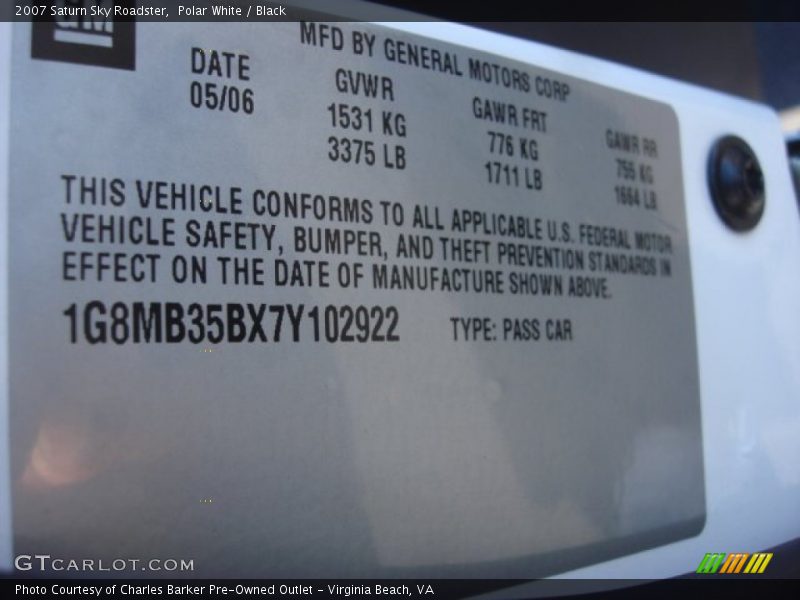 2007 Saturn Sky Roadster, Polar White / Black
GM
MFD BY GENERAL MOTORS CORP
DATE GVWR GAWR FRT GAWR RR
05/06 1531 KG 776 KG 755 KG
3375 LB 1711 LB 1664 LB
THIS VEHICLE CONFORMS TO ALL APPLICABLE U.S. FEDERAL MOTOR
VEHICLE SAFETY, BUMPER, AND THEFT PREVENTION STANDARDS IN
EFFECT ON THE DATE OF MANUFACTURE SHOWN ABOVE.
1G8MB35BX7Y102922 TYPE: PASS CAR
GTCARLOT.COM
Photo Courtesy of Charles Barker Pre-Owned Outlet - Virginia Beach, VA